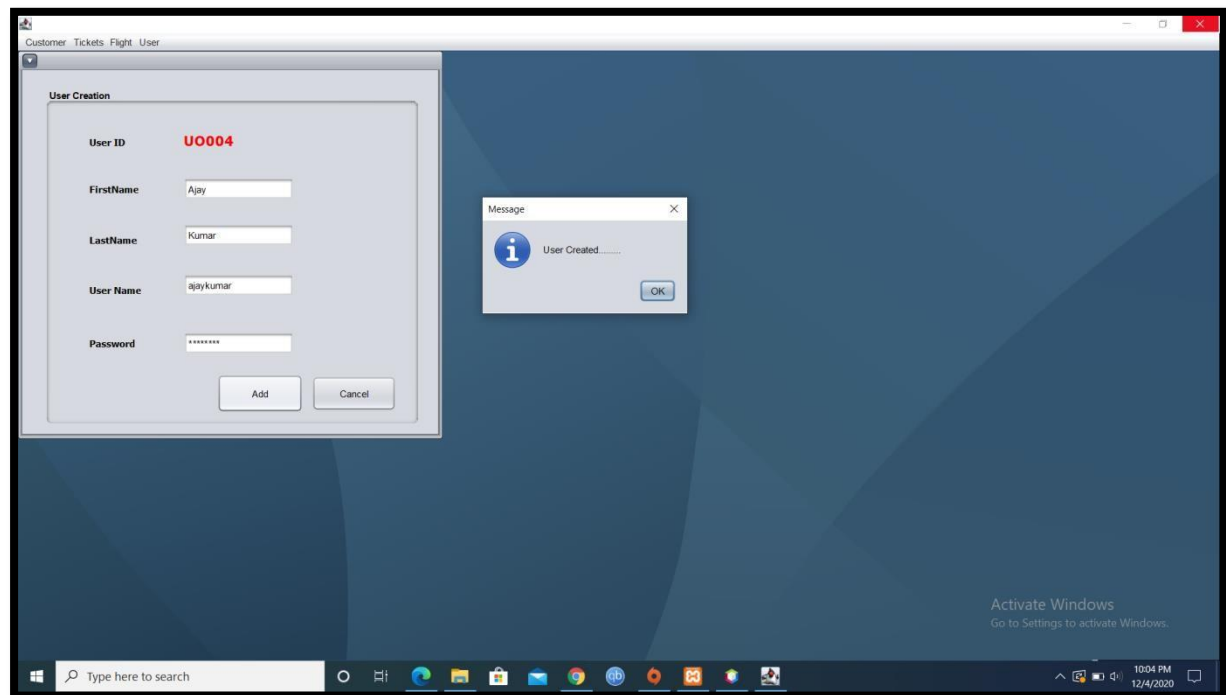 Customer Tickets Flight User
User Creation
User ID UO004
FirstName Ajay
LastName Kumar
User Name ajaykumar
Password ********
Add Cancel
Message
User Created.........
OK
Activate Windows
Go to Settings to activate Windows.
Type here to search
qb
10:04 PM
12/4/2020